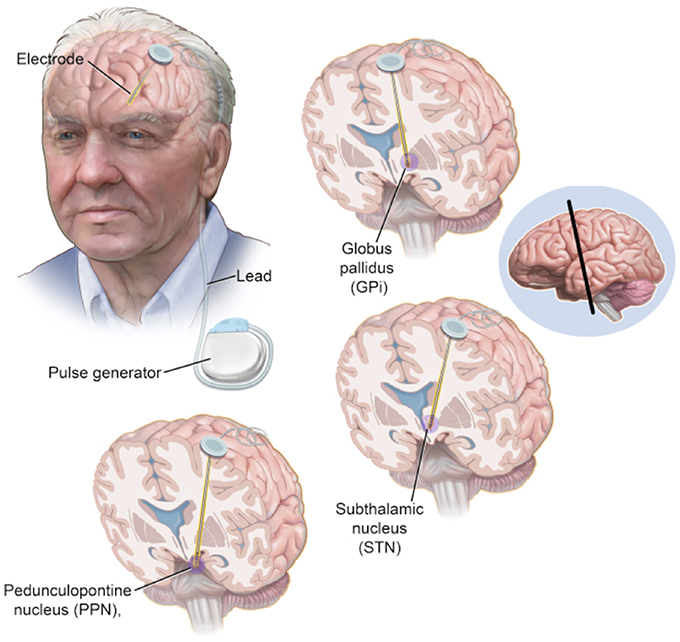 Electrode
Lead
Pulse generator
Globus
pallidus
(GPi)
Subthalamic
nucleus
(STN)
Pedunculopontine
nucleus (PPN),